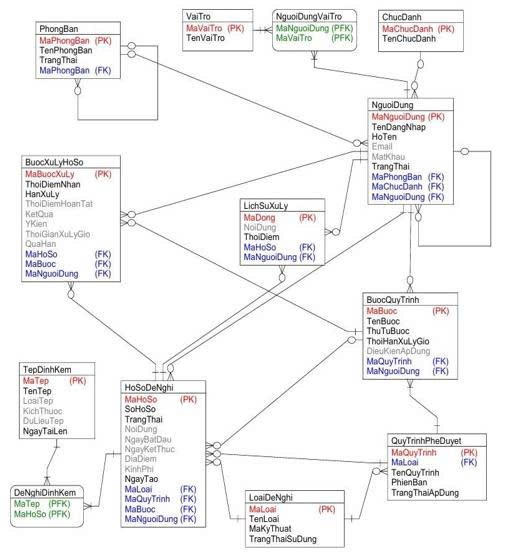 PhongBan
MaPhongBan (PK)
TenPhongBan
TrangThai
MaPhongBan (FK)
VaiTro
MaVaiTro (PK)
TenVaiTro
NguoiDungVaiTro
MaNguoiDung (PFK)
MaVaiTro (PFK)
ChucDanh
MaChucDanh (PK)
TenChucDanh
NguoiDung
MaNguoiDung (PK)
TenDangNhap
HoTen
Email
MatKhau
TrangThai
MaPhongBan (FK)
MaChucDanh (FK)
MaNguoiDung (FK)
BuocXuLyHoSo
MaBuocXuLy (PK)
ThoiDiemNhan
HanXuLy
ThoiDiemHoanTat
KetQua
YKien
ThoiGianXuLyGio
QuaHan
MaHoSo (FK)
MaBuoc (FK)
MaNguoiDung (FK)
LichSuXuLy
MaDong (PK)
NoiDung
ThoiDiem
MaHoSo (FK)
MaNguoiDung (FK)
BuocQuyTrinh
MaBuoc (PK)
TenBuoc
ThuTuBuoc
ThoiHanXuLyGio
DieuKienApDung
MaQuyTrinh (FK)
MaNguoiDung (FK)
TepDinhKem
MaTep (PK)
TenTep
LoaiTep
KichThuoc
DuLieuTep
NgayTaiLen
HoSoDeNghi
MaHoSo (PK)
SoHoSo
TrangThai
NoiDung
NgayBatDau
NgayKetThuc
DiaDiem
KinhPhi
NgayTao
MaLoai (FK)
MaQuyTrinh (FK)
MaBuoc (FK)
MaNguoiDung (FK)
QuyTrinhPheDuyet
MaQuyTrinh (PK)
MaLoai (FK)
TenQuyTrinh
PhienBan
TrangThaiApDung
DeNghiDinhKem
MaTep (PFK)
MaHoSo (PFK)
LoaiDeNghi
MaLoai (PK)
TenLoai
MaKyThuat
TrangThaiSuDung